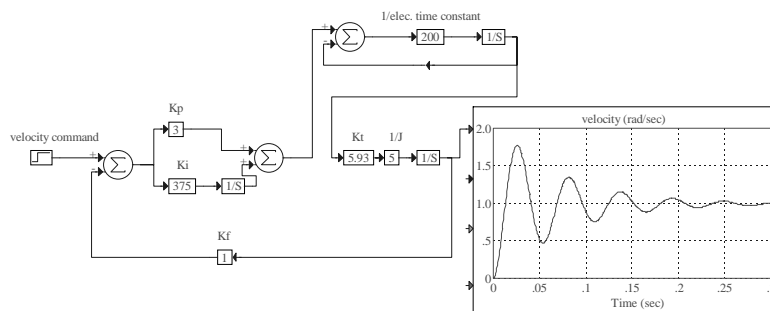 1/elec. time constant
+
-
Σ
200
1/S
Kp
3
velocity command
+
-
Σ
Ki
375
1/S
+
+
Σ
Kt
5.93
1/J
5
1/S
Kf
1
velocity (rad/sec)
2.0
1.5
1.0
.5
0
0
.05
.1
.15
.2
.25
Time (sec)